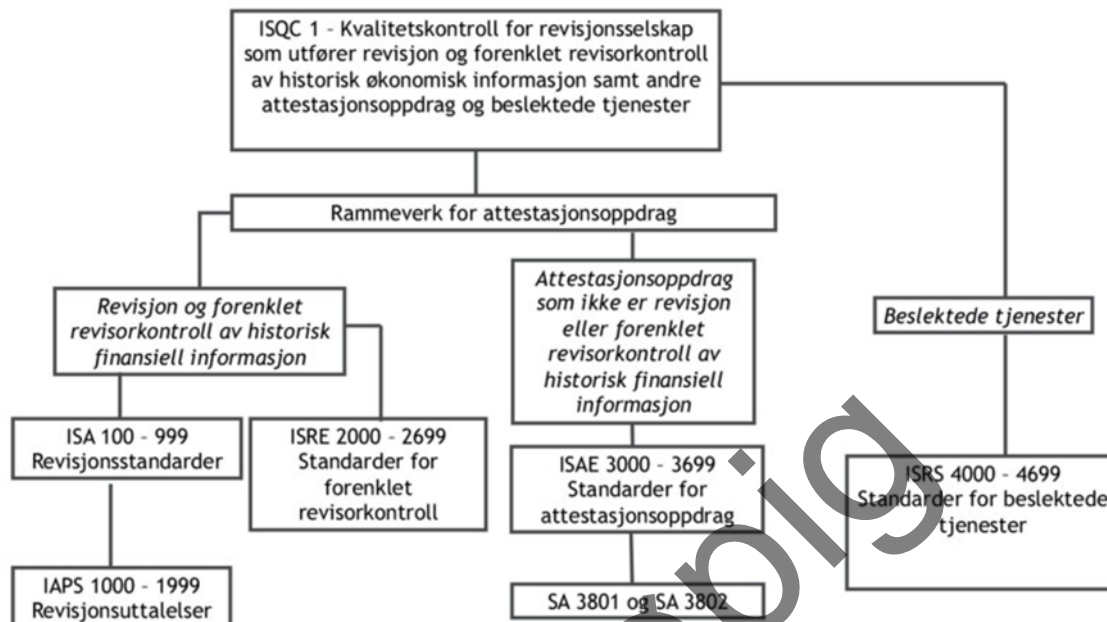 ISQC 1 – Kvalitetskontroll for revisjonsselskap
som utfører revisjon og forenklet revisorkontroll
av historisk økonomisk informasjon samt andre
attestasjonsoppdrag og beslektede tjenester
Rammeverk for attestasjonsoppdrag
Revisjon og forenklet
revisorkontroll av historisk
finansiell informasjon
Attestasjonsoppdrag
som ikke er revisjon
eller forenklet
revisorkontroll av
historisk finansiell
informasjon
Beslektede tjenester
ISA 100 – 999
Revisjonsstandarder
ISRE 2000 – 2699
Standarder for
forenklet
revisorkontroll
ISAE 3000 – 3699
Standarder for
attestasjonsoppdrag
ISRS 4000 – 4699
Standarder for beslektede
tjenester
IAPS 1000 – 1999
Revisjonsuttalelser
SA 3801 og SA 3802